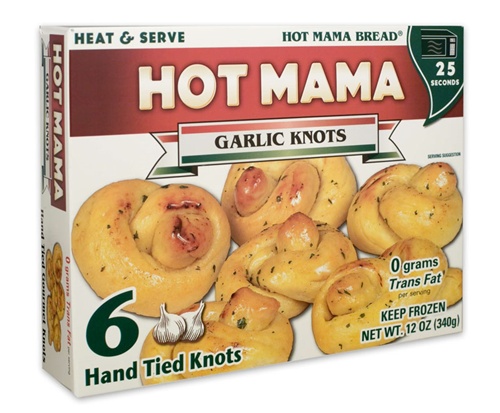 HEAT & SERVE
HOT MAMA BREAD®
25
SECONDS
HOT MAMA
GARLIC KNOTS
SERVING SUGGESTION
0 grams
Trans Fat
per serving
KEEP FROZEN
NET WT. 12 OZ (340g)
6
Hand Tied Knots
HOT MAMA
GARLIC KNOTS
Hand Tied Gourmet Knots
0 grams Trans Fat per serving